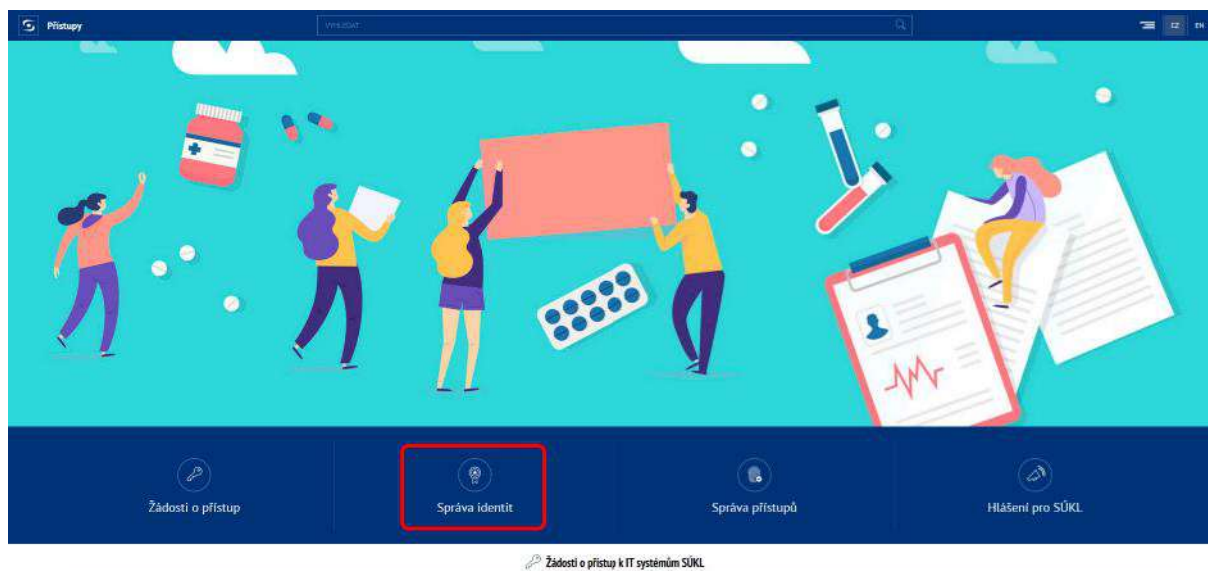 Přístupy
VYHLEDAT
CZ
EN
Žádosti o přístup
Správa identit
Správa přístupů
Hlášení pro SÚKL
Žádosti o přístup k IT systémům SÚKL